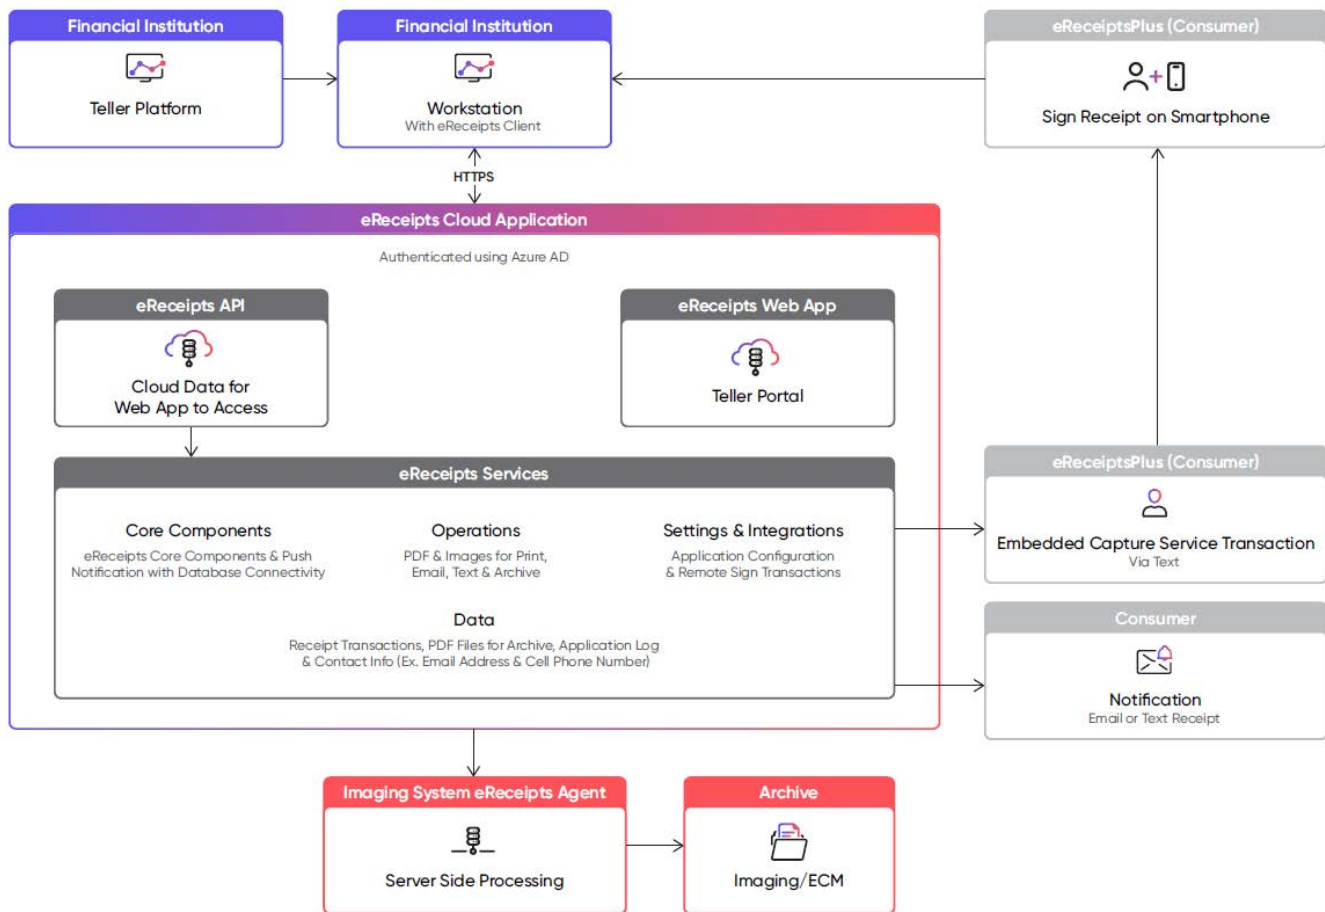 Financial Institution
Teller Platform
Financial Institution
Workstation
With eReceipts Client
eReceiptsPlus (Consumer)
Sign Receipt on Smartphone
HTTPS
eReceipts Cloud Application
Authenticated using Azure AD
eReceipts API
Cloud Data for
Web App to Access
eReceipts Web App
Teller Portal
eReceipts Services
Core Components
eReceipts Core Components & Push
Notification with Database Connectivity
Operations
PDF & Images for Print,
Email, Text & Archive
Settings & Integrations
Application Configuration
& Remote Sign Transactions
Data
Receipt Transactions, PDF Files for Archive, Application Log
& Contact Info (Ex. Email Address & Cell Phone Number)
eReceiptsPlus (Consumer)
Embedded Capture Service Transaction
Via Text
Consumer
Notification
Email or Text Receipt
Imaging System eReceipts Agent
Server Side Processing
Archive
Imaging/ECM